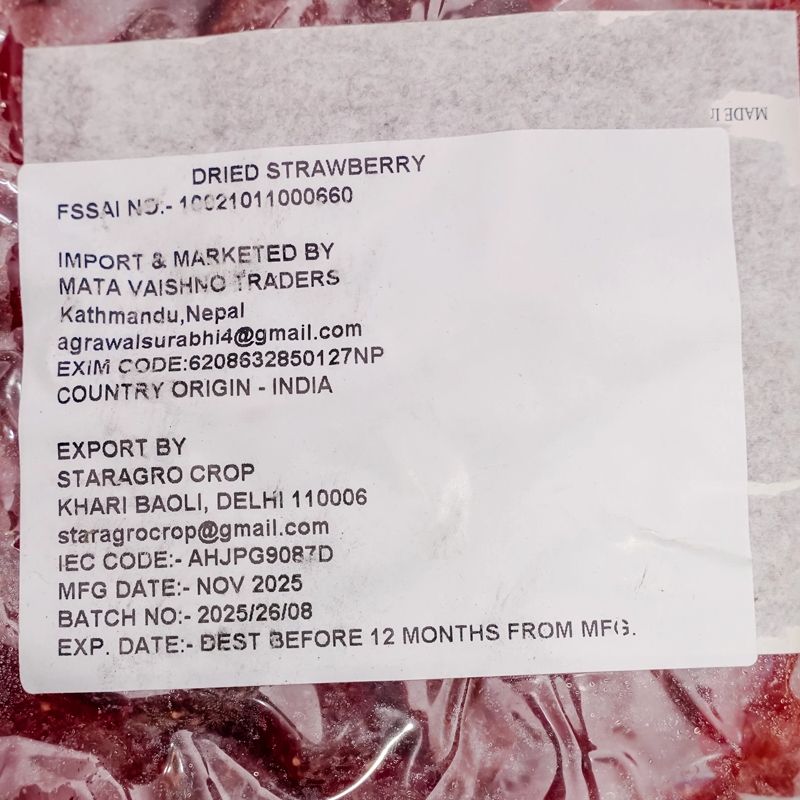 MADE I
DRIED STRAWBERRY
FSSAI NO.- 10021011000660
IMPORT & MARKETED BY
MATA VAISHNO TRADERS
Kathmandu,Nepal
agrawalsurabhi4@gmail.com
EXIM CODE:6208632850127NP
COUNTRY ORIGIN - INDIA
EXPORT BY
STARAGRO CROP
KHARI BAOLI, DELHI 110006
staragrocrop@gmail.com
IEC CODE:- AHJPG9087D
MFG DATE:- NOV 2025
BATCH NO:- 2025/26/08
EXP. DATE:- BEST BEFORE 12 MONTHS FROM MFG.